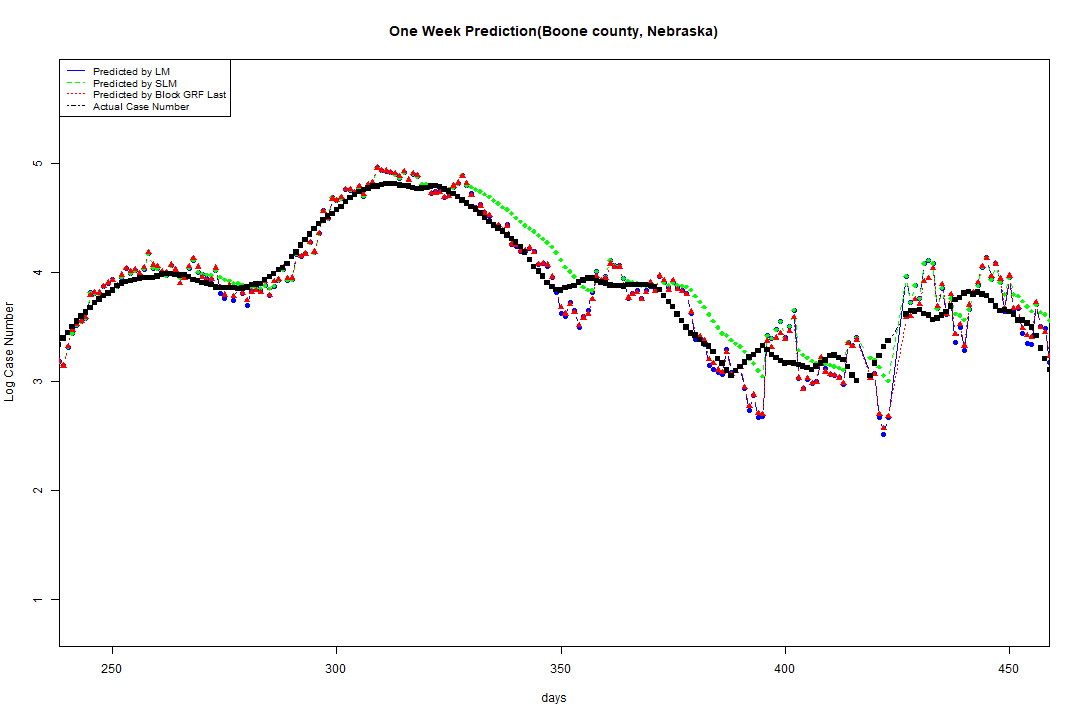 One Week Prediction(Boone county, Nebraska)
Predicted by LM
Predicted by SLM
Predicted by Block GRF Last
Actual Case Number
5
4
3
2
1
Log Case Number
250 300 350 400 450
days